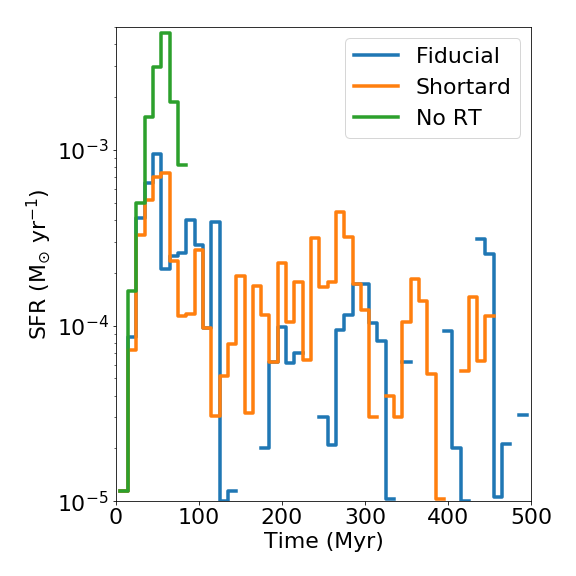 Fiducial
Shortard
No RT
SFR (M⊙ yr⁻¹)
10⁻³
10⁻⁴
10⁻⁵
0 100 200 300 400 500
Time (Myr)